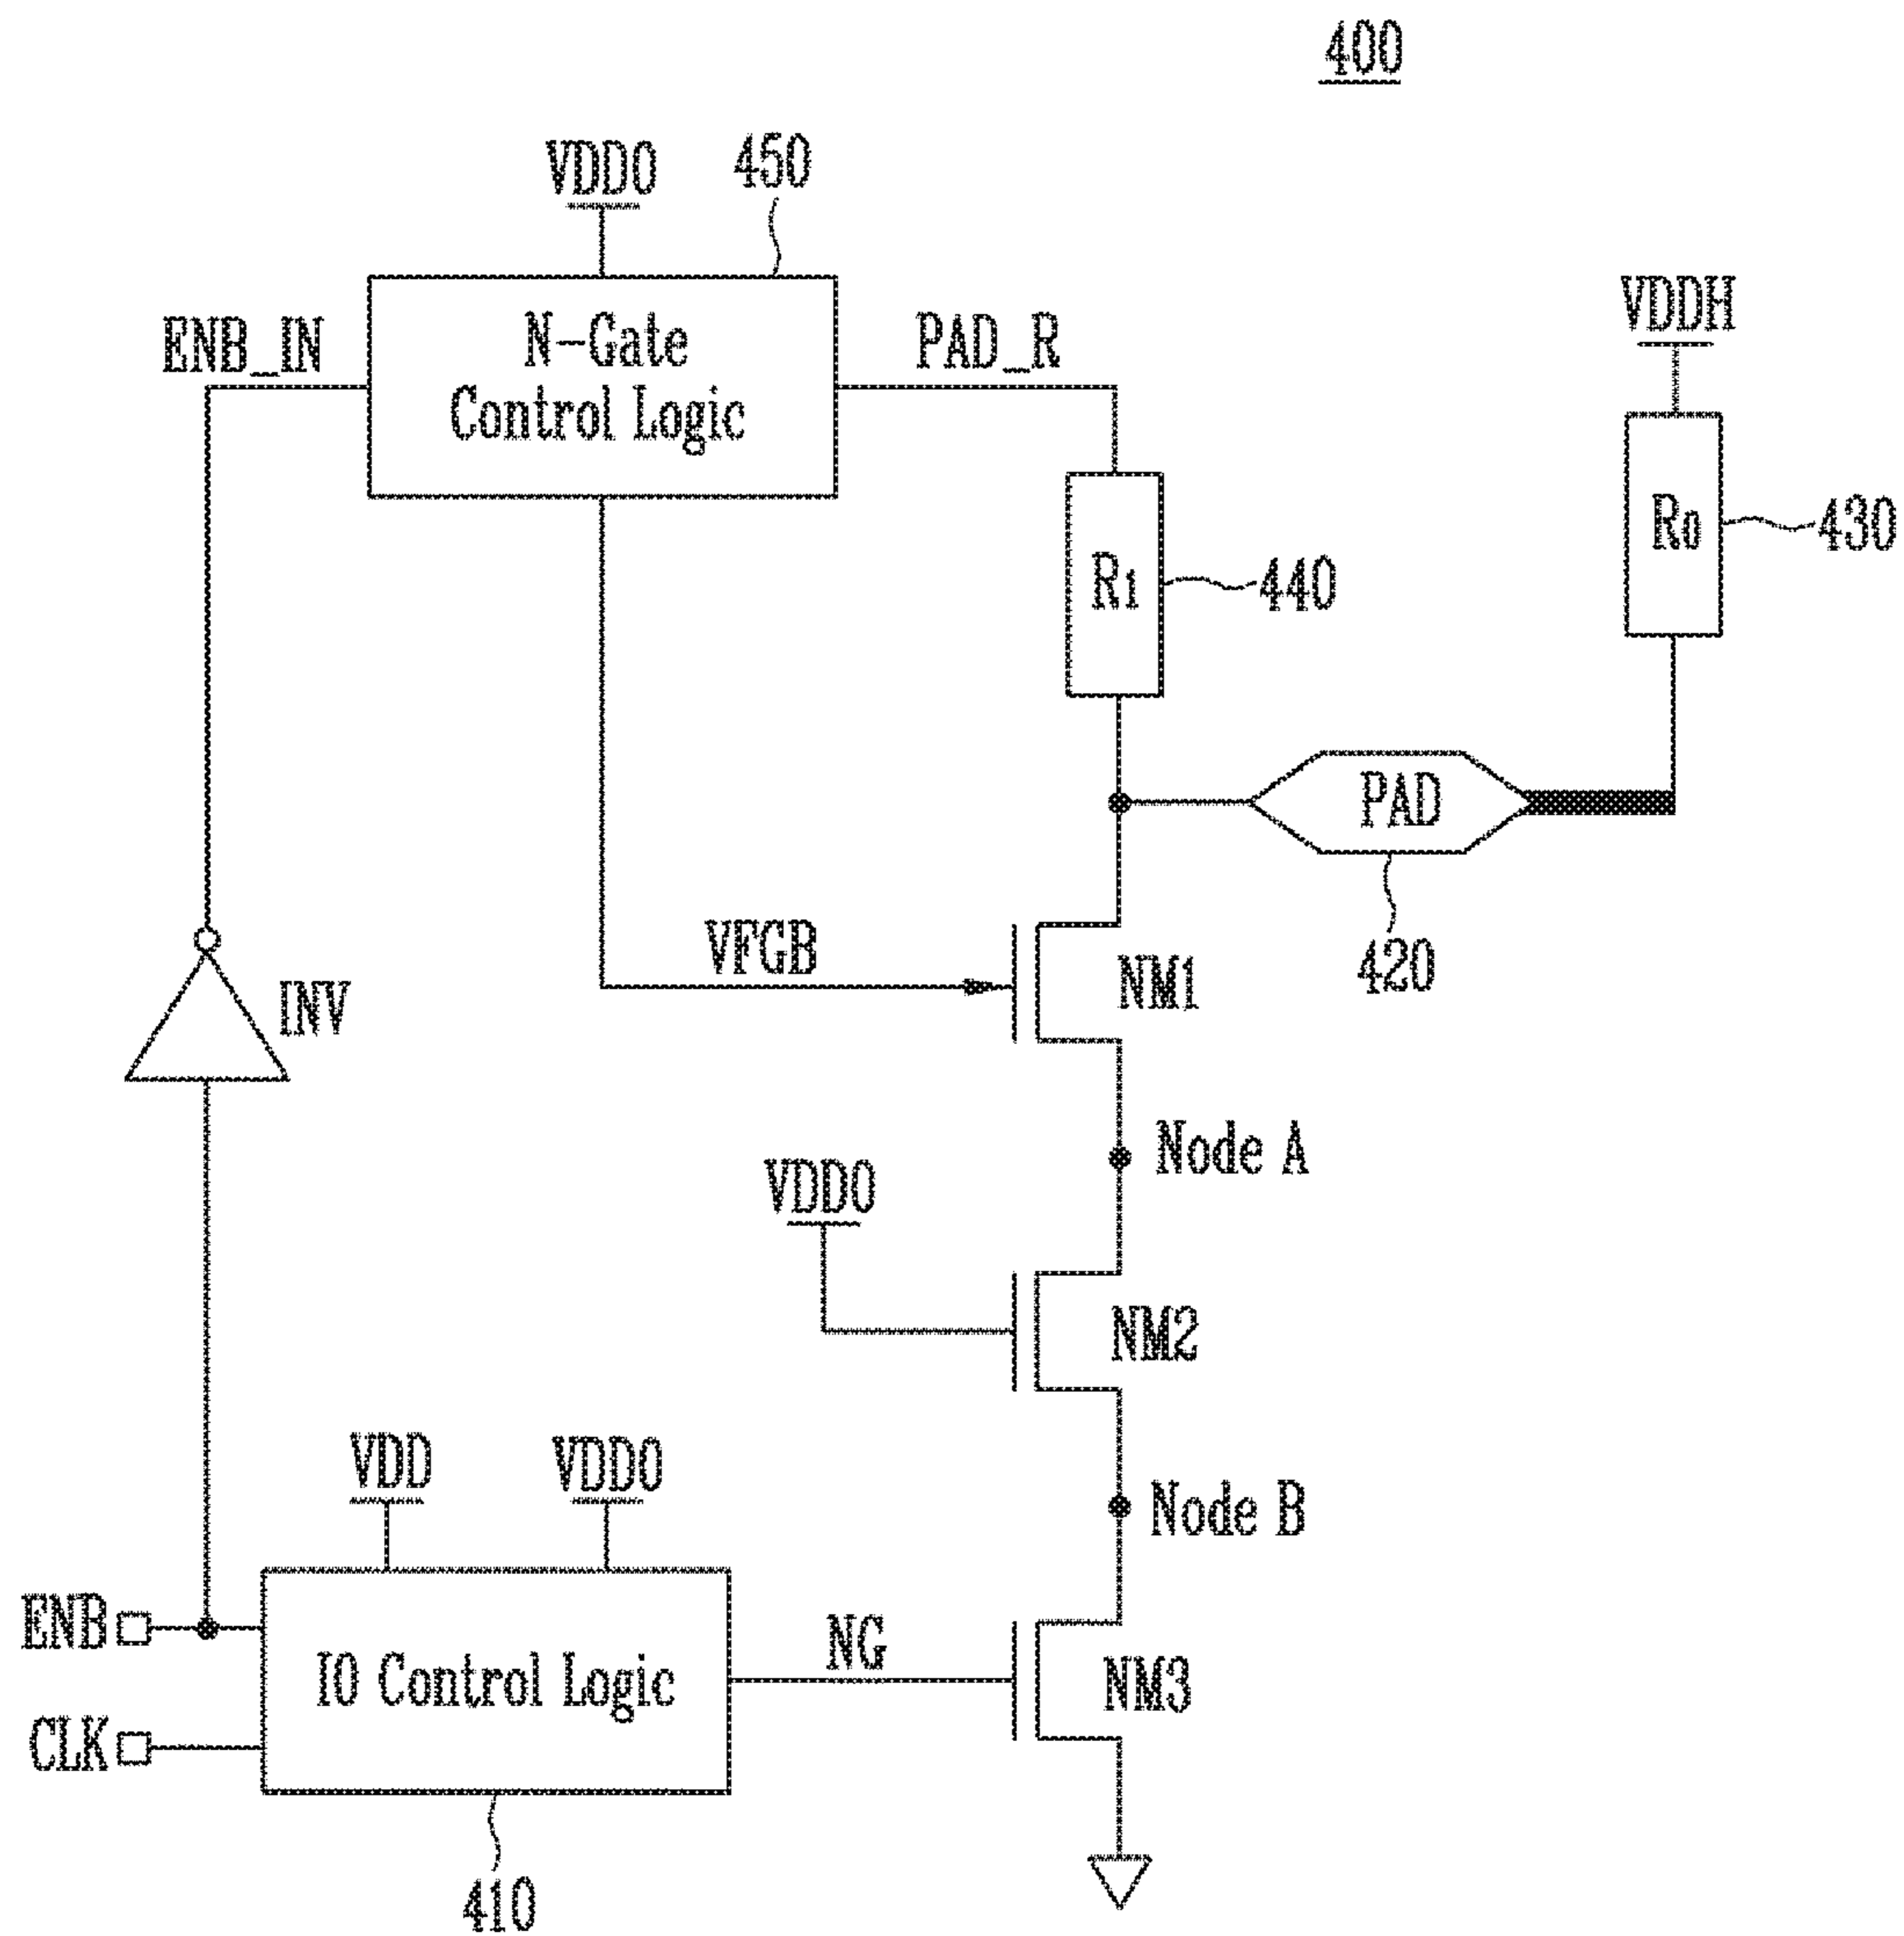 400
VDDO
450
ENB_IN
N-Gate
Control Logic
PAD_R
VDDH
R0
430
R1
440
PAD
420
VFGB
NM1
INV
Node A
VDDO
NM2
VDD
VDDO
Node B
ENB
CLK
IO Control Logic
NG
NM3
410